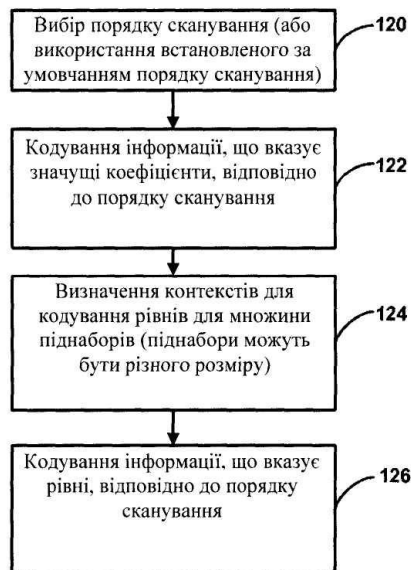 Вибір порядку сканування (або
використання встановленого за
умовчанням порядку сканування)
120
Кодування інформації, що вказує
значущі коефіцієнти, відповідно
до порядку сканування
122
Визначення контекстів для
кодування рівнів для множини
піднаборів (піднабори можуть
бути різного розміру)
124
Кодування інформації, що вказує
рівні, відповідно до порядку
сканування
126